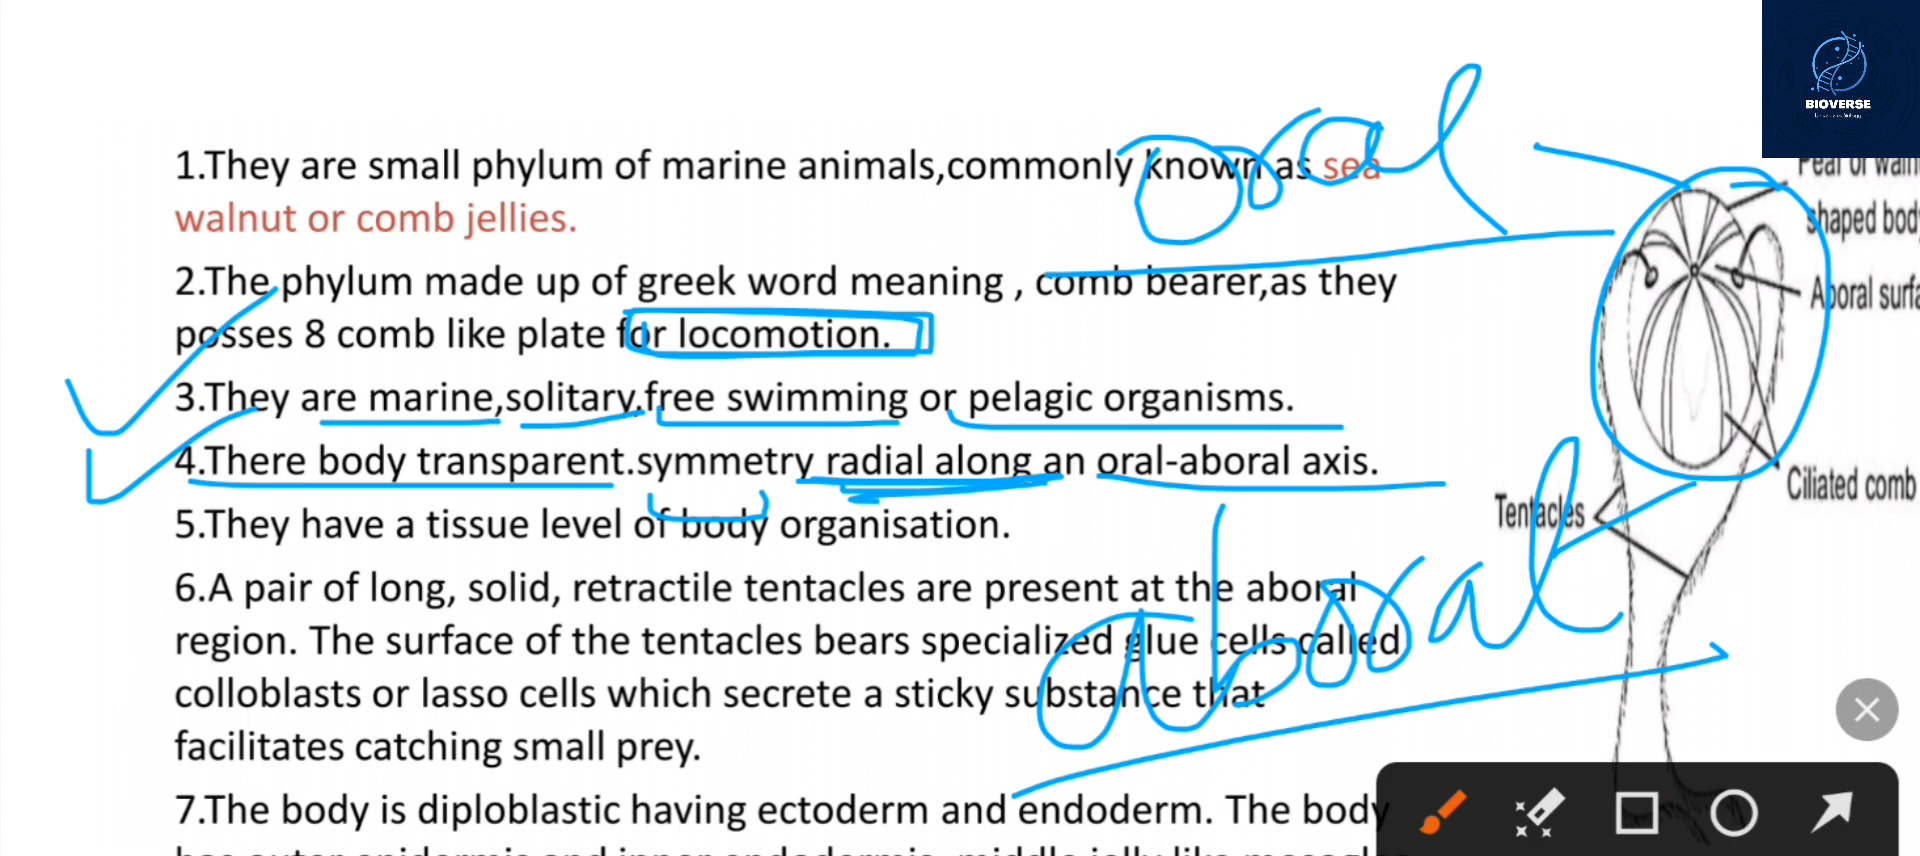 BIOVERSE
oral
1.They are small phylum of marine animals,commonly known as sea
walnut or comb jellies.
2.The phylum made up of greek word meaning , comb bearer,as they
posses 8 comb like plate for locomotion.
3.They are marine,solitary,free swimming or pelagic organisms.
4.There body transparent.symmetry radial along an oral-aboral axis.
5.They have a tissue level of body organisation.
6.A pair of long, solid, retractile tentacles are present at the aboral
region. The surface of the tentacles bears specialized glue cells called
colloblasts or lasso cells which secrete a sticky substance that
facilitates catching small prey.
7.The body is diploblastic having ectoderm and endoderm. The body
aboral
shaped
Aboral
Ciliated comb
Tentacles